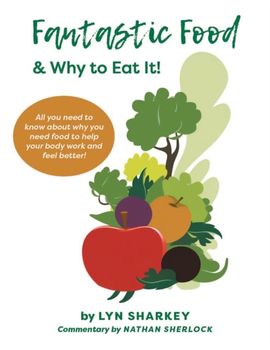 Fantastic Food
& Why to Eat It!
All you need to
know about why you
need food to help
your body work and
feel better!
by LYN SHARKEY
Commentary by NATHAN SHERLOCK